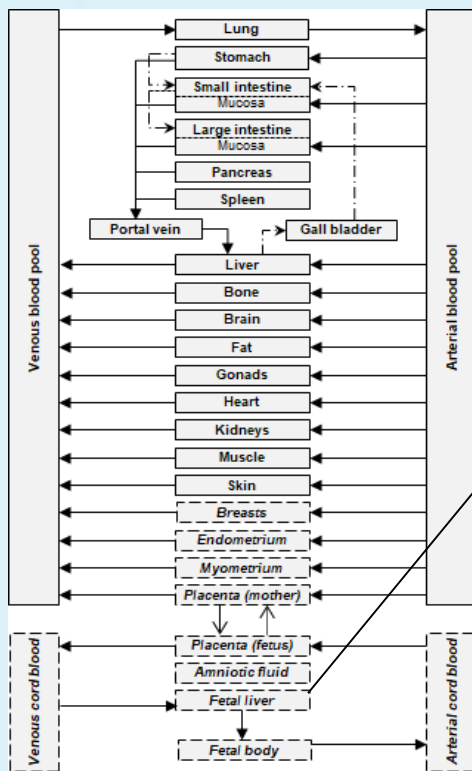 Lung
Stomach
Small intestine
Mucosa
Large intestine
Mucosa
Pancreas
Spleen
Portal vein
Gall bladder
Liver
Bone
Brain
Fat
Gonads
Heart
Kidneys
Muscle
Skin
Breasts
Endometrium
Myometrium
Placenta (mother)
Placenta (fetus)
Amniotic fluid
Fetal liver
Fetal body
Venous blood pool
Arterial blood pool
Venous cord blood
Arterial cord blood